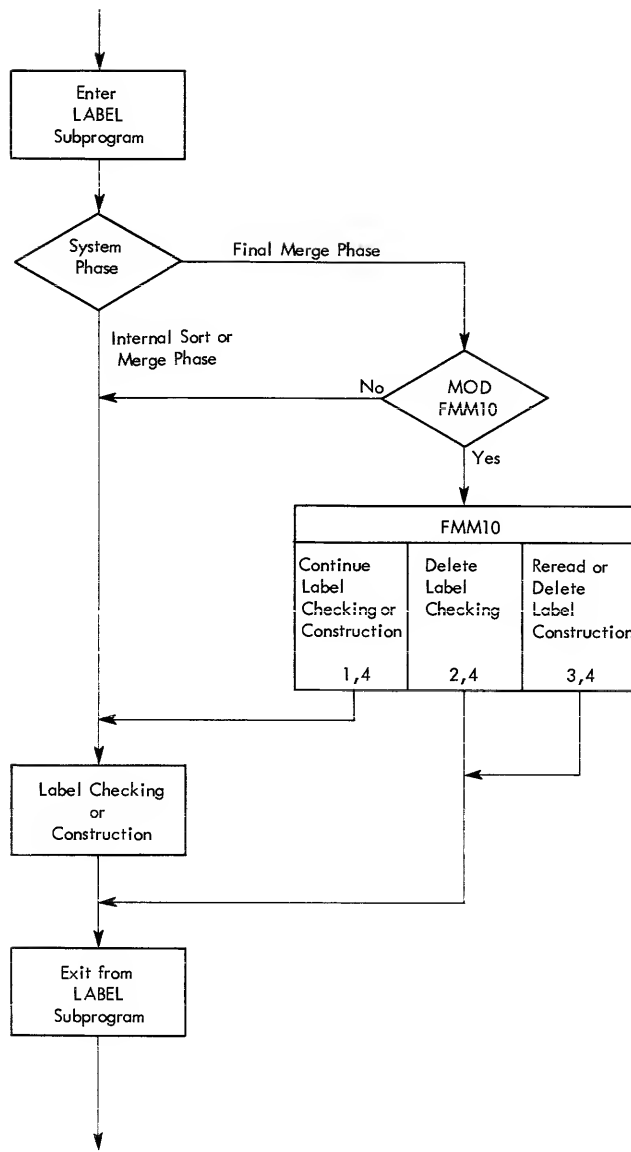 Enter
LABEL
Subprogram
System
Phase
Final Merge Phase
Internal Sort or
Merge Phase
No
MOD
FMM10
Yes
FMM10
Continue
Label
Checking or
Construction
1,4
Delete
Label
Checking
2,4
Reread or
Delete
Label
Construction
3,4
Label Checking
or
Construction
Exit from
LABEL
Subprogram